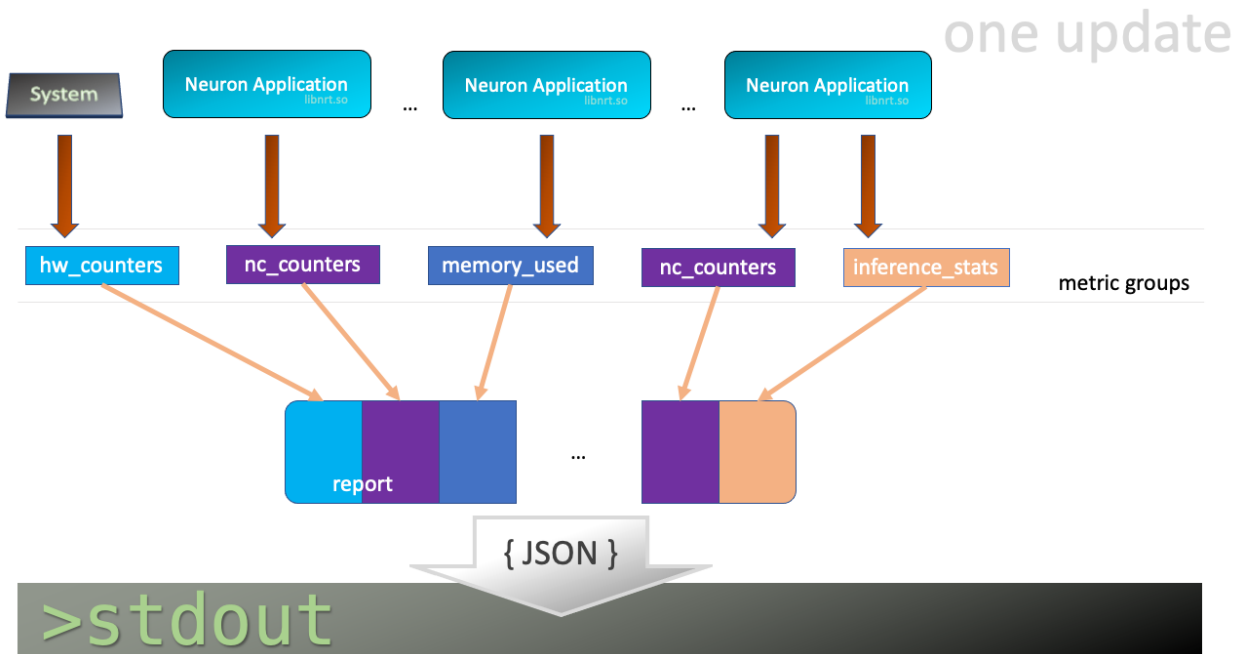 one update
System
Neuron Application
libnrt.so
...
Neuron Application
libnrt.so
...
Neuron Application
libnrt.so
hw_counters
nc_counters
memory_used
nc_counters
inference_stats
metric groups
report
...
{ JSON }
>stdout